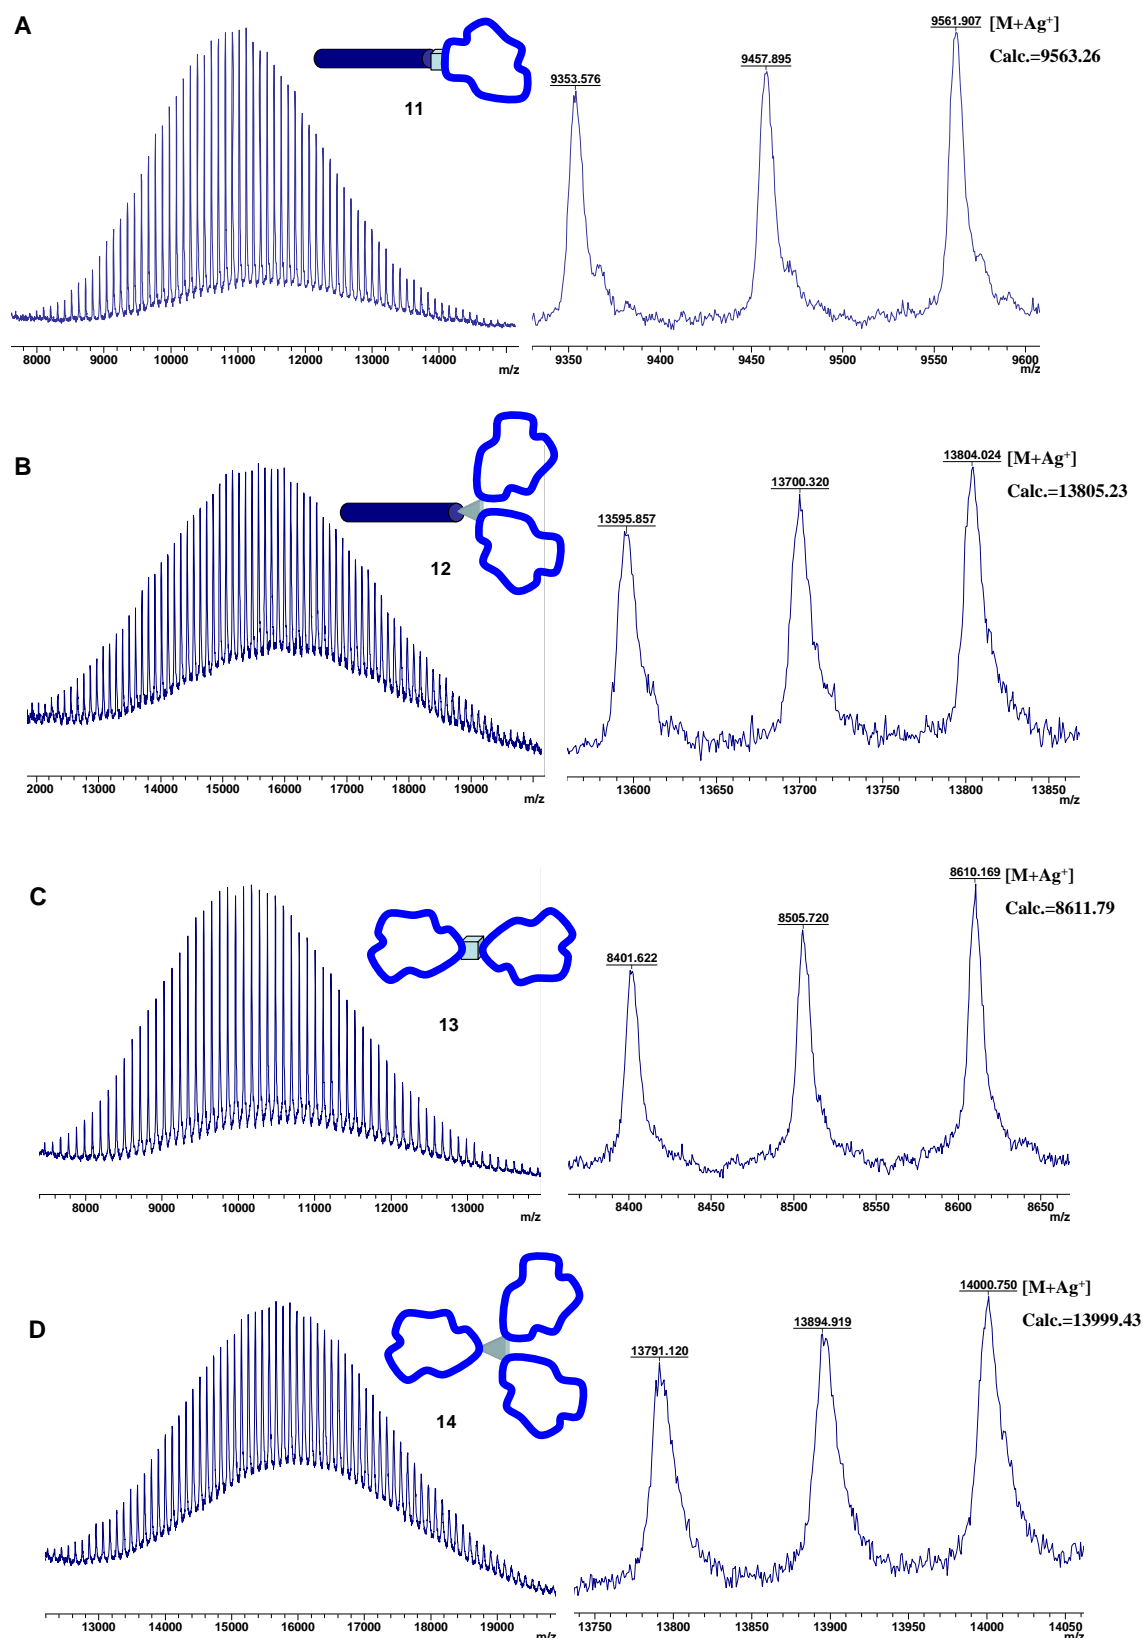 A
11
9353.576
9457.895
9561.907
[M+Ag+]
Calc.=9563.26
8000 9000 10000 11000 12000 13000 14000
m/z
9350 9400 9450 9500 9550 9600
m/z
B
12
13595.857
13700.320
13804.024
[M+Ag+]
Calc.=13805.23
2000 13000 14000 15000 16000 17000 18000 19000
m/z
13600 13650 13700 13750 13800 13850
m/z
C
13
8401.622
8505.720
8610.169
[M+Ag+]
Calc.=8611.79
8000 9000 10000 11000 12000 13000
m/z
8400 8450 8500 8550 8600 8650
m/z
D
14
13791.120
13894.919
14000.750
[M+Ag+]
Calc.=13999.43
13000 14000 15000 16000 17000 18000 19000
m/z
13750 13800 13850 13900 13950 14000 14050
m/z